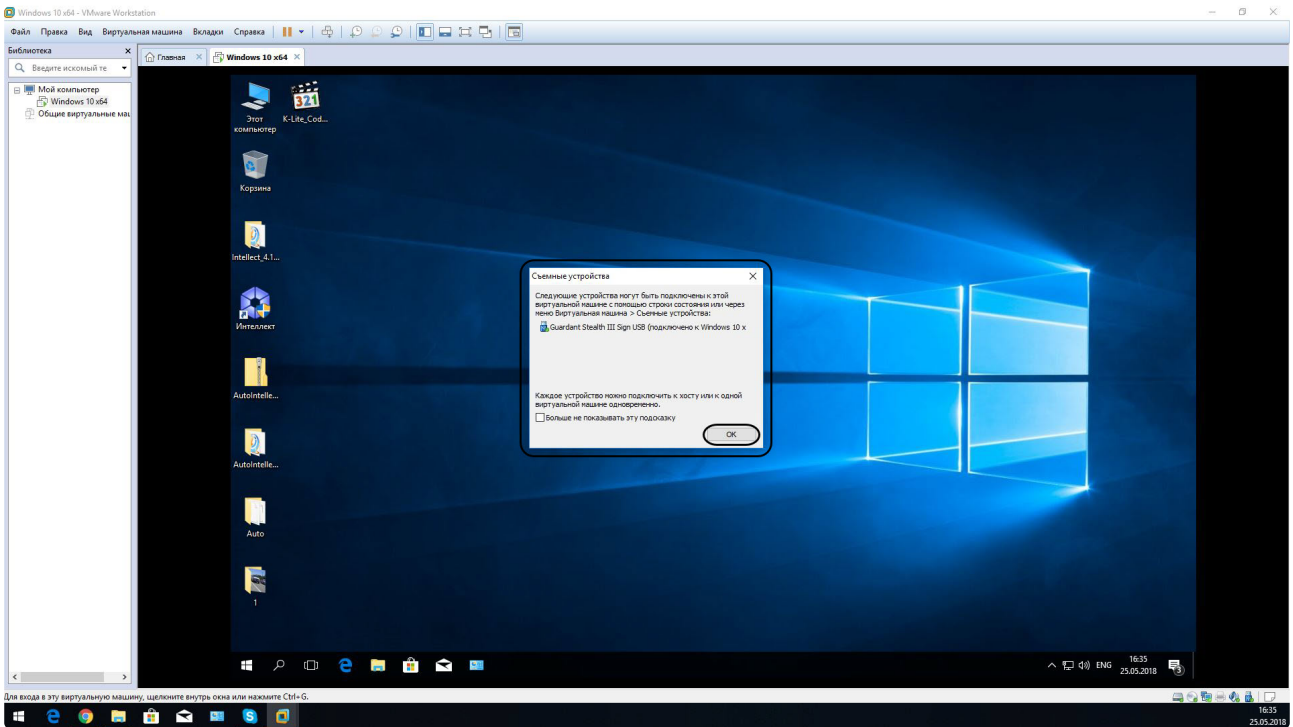 Windows 10 x64 - VMware Workstation
Файл Правка Вид Виртуальная машина Вкладки Справка
Библиотека
Введите искомый те
Мой компьютер
Windows 10 x64
Общие виртуальные маш
Главная
Windows 10 x64
Этот компьютер
K-Lite_Cod...
Корзина
Intellect_4.1...
Интеллект
AutoIntelle...
AutoIntelle...
Auto
1
Съемные устройства
Следующие устройства могут быть подключены к этой
виртуальной машине с помощью строки состояния или через
меню Виртуальная машина > Съемные устройства:
Guardant Stealth III Sign USB (подключено к Windows 10 x
Каждое устройство можно подключить к хосту или к одной
виртуальной машине одновременно.
Больше не показывать эту подсказку
OK
ENG
16:35
25.05.2018
3
Для входа в эту виртуальную машину, щелкните внутрь окна или нажмите Ctrl+G.
16:35
25.05.2018